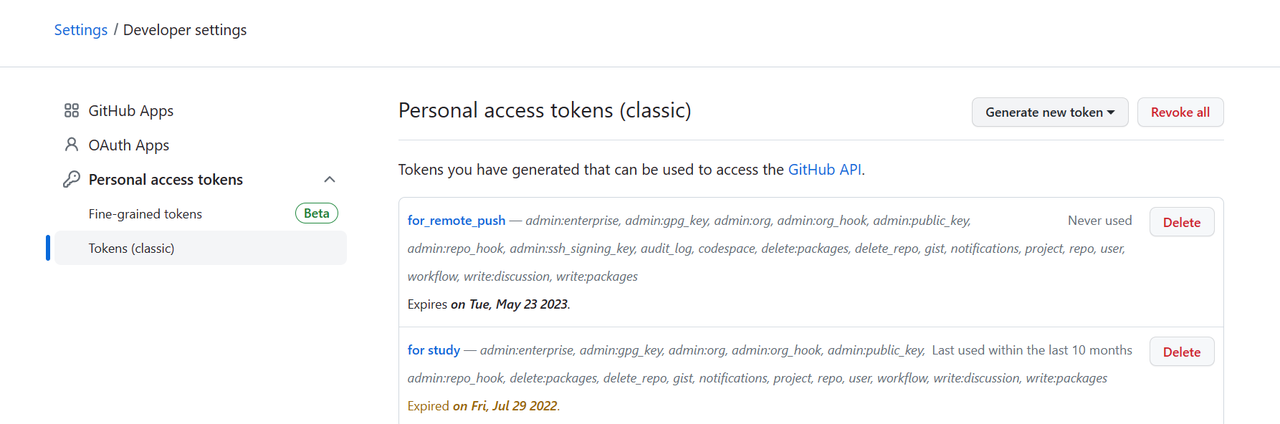 Settings / Developer settings
GitHub Apps
OAuth Apps
Personal access tokens
Fine-grained tokens Beta
Tokens (classic)
Personal access tokens (classic) Generate new token Revoke all
Tokens you have generated that can be used to access the GitHub API.
for_remote_push — admin:enterprise, admin:gpg_key, admin:org, admin:org_hook, admin:public_key, Never used Delete
admin:repo_hook, admin:ssh_signing_key, audit_log, codespace, delete:packages, delete_repo, gist, notifications, project, repo, user,
workflow, write:discussion, write:packages
Expires on Tue, May 23 2023.
for study — admin:enterprise, admin:gpg_key, admin:org, admin:org_hook, admin:public_key, Last used within the last 10 months Delete
admin:repo_hook, delete:packages, delete_repo, gist, notifications, project, repo, user, workflow, write:discussion, write:packages
Expired on Fri, Jul 29 2022.